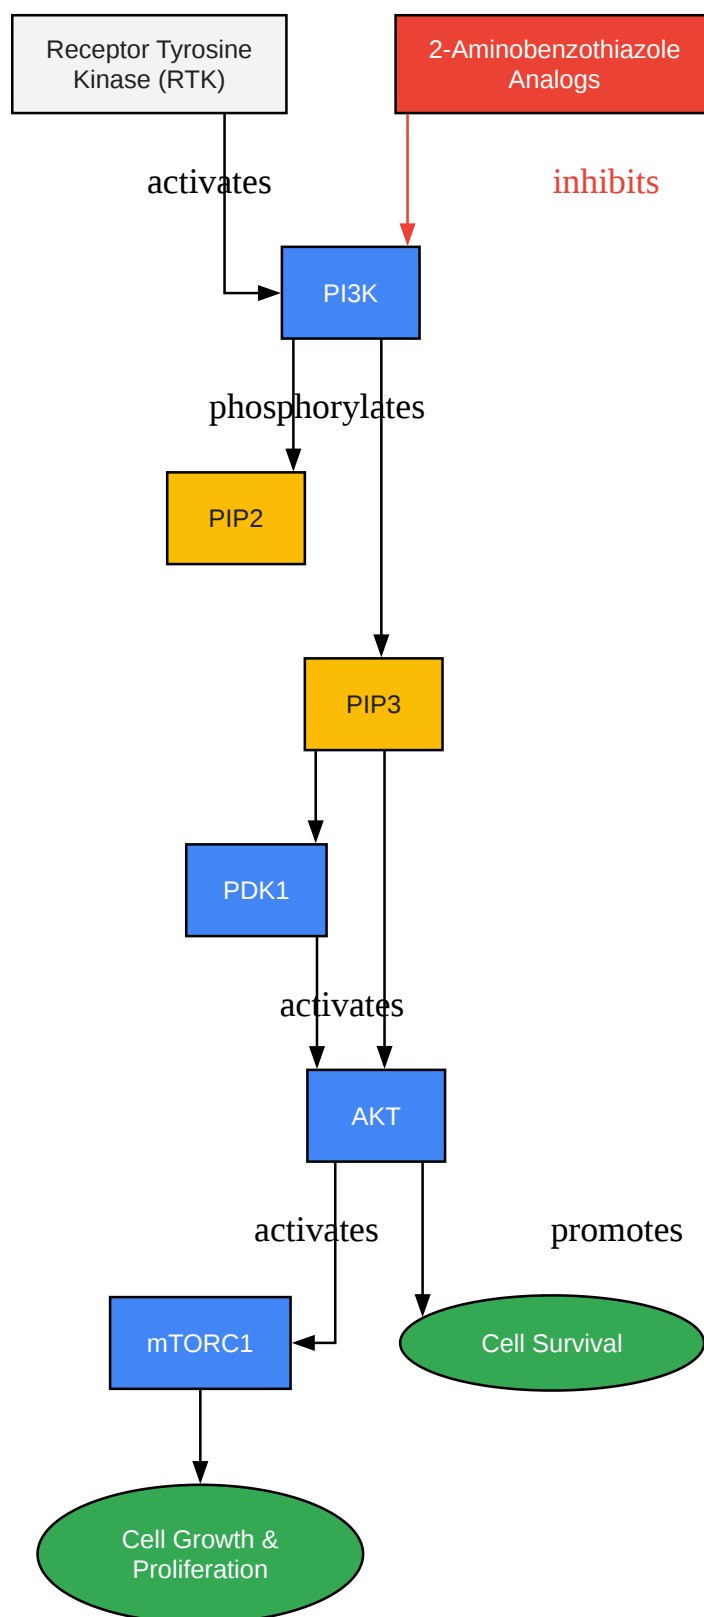 Receptor Tyrosine
Kinase (RTK)
2-Aminobenzothiazole
Analogs
activates
inhibits
PI3K
phosphorylates
PIP2
PIP3
PDK1
activates
AKT
activates
promotes
mTORC1
Cell Survival
Cell Growth &
Proliferation